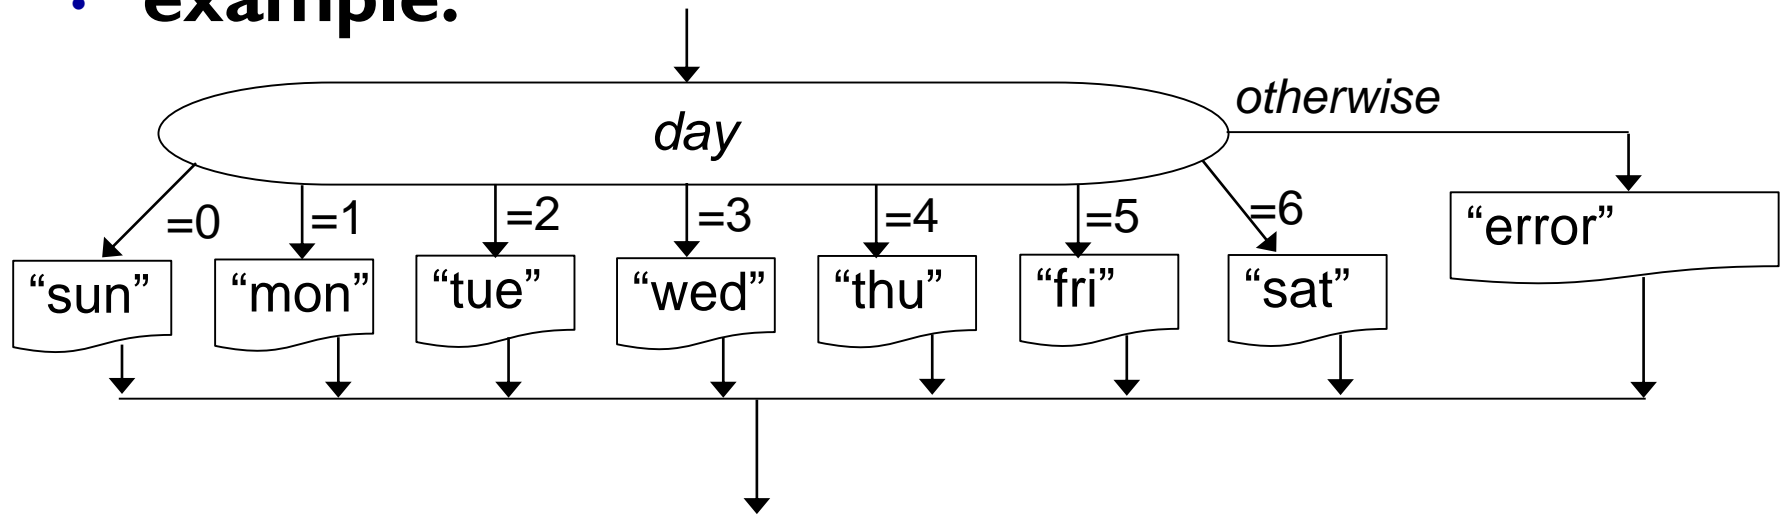 • example:
day
otherwise
=0 =1 =2 =3 =4 =5 =6
“sun” “mon” “tue” “wed” “thu” “fri” “sat” “error”